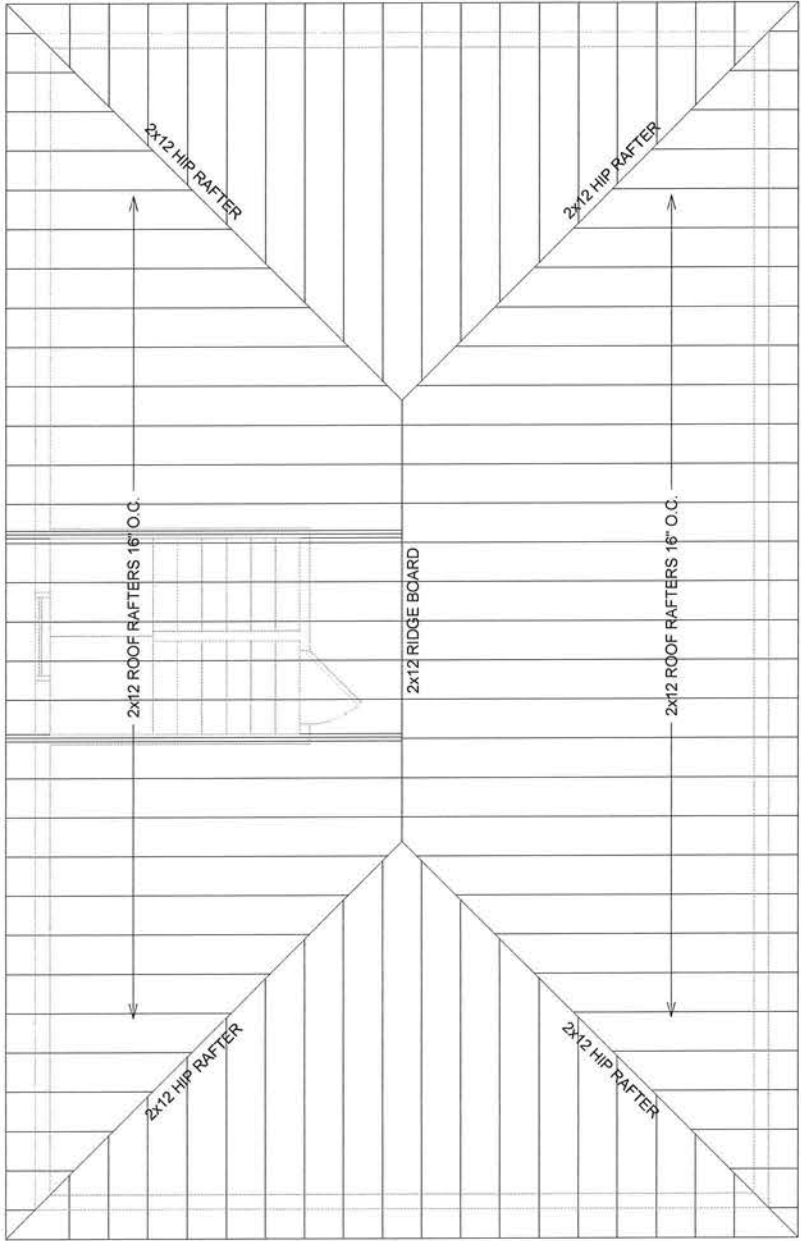 2x12 HIP RAFTER
2x12 HIP RAFTER
2x12 ROOF RAFTERS 16" O.C.
2x12 RIDGE BOARD
2x12 ROOF RAFTERS 16" O.C.
2x12 HIP RAFTER
2x12 HIP RAFTER